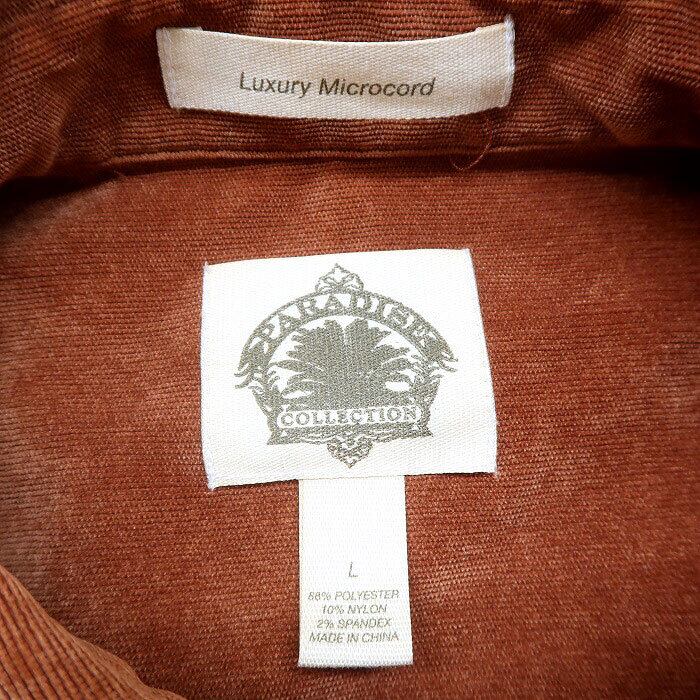 Luxury Microcord
PARADISE
COLLECTION
L
88% POLYESTER
10% NYLON
2% SPANDEX
MADE IN CHINA